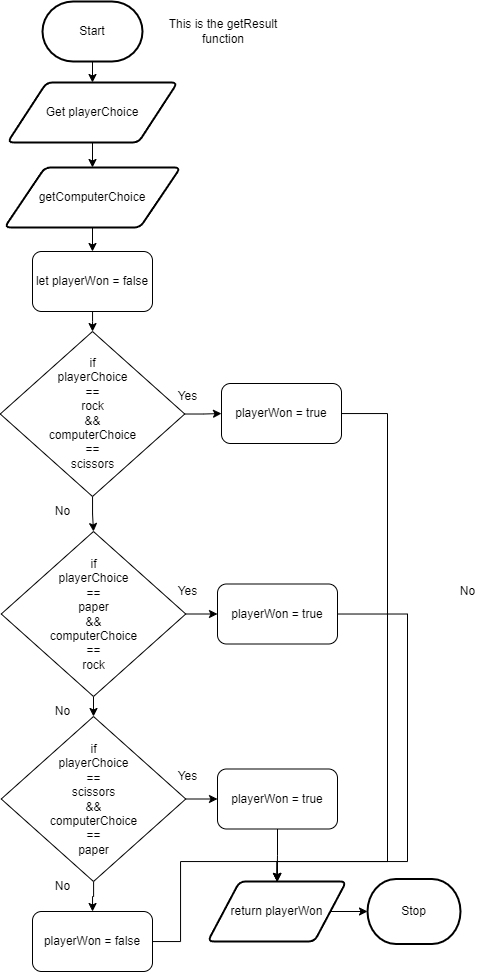 Start
This is the getResult
function
Get playerChoice
getComputerChoice
let playerWon = false
if
playerChoice
==
rock
&&
computerChoice
==
scissors
Yes
playerWon = true
No
if
playerChoice
==
paper
&&
computerChoice
==
rock
Yes
playerWon = true
No
No
if
playerChoice
==
scissors
&&
computerChoice
==
paper
Yes
playerWon = true
No
playerWon = false
return playerWon
Stop